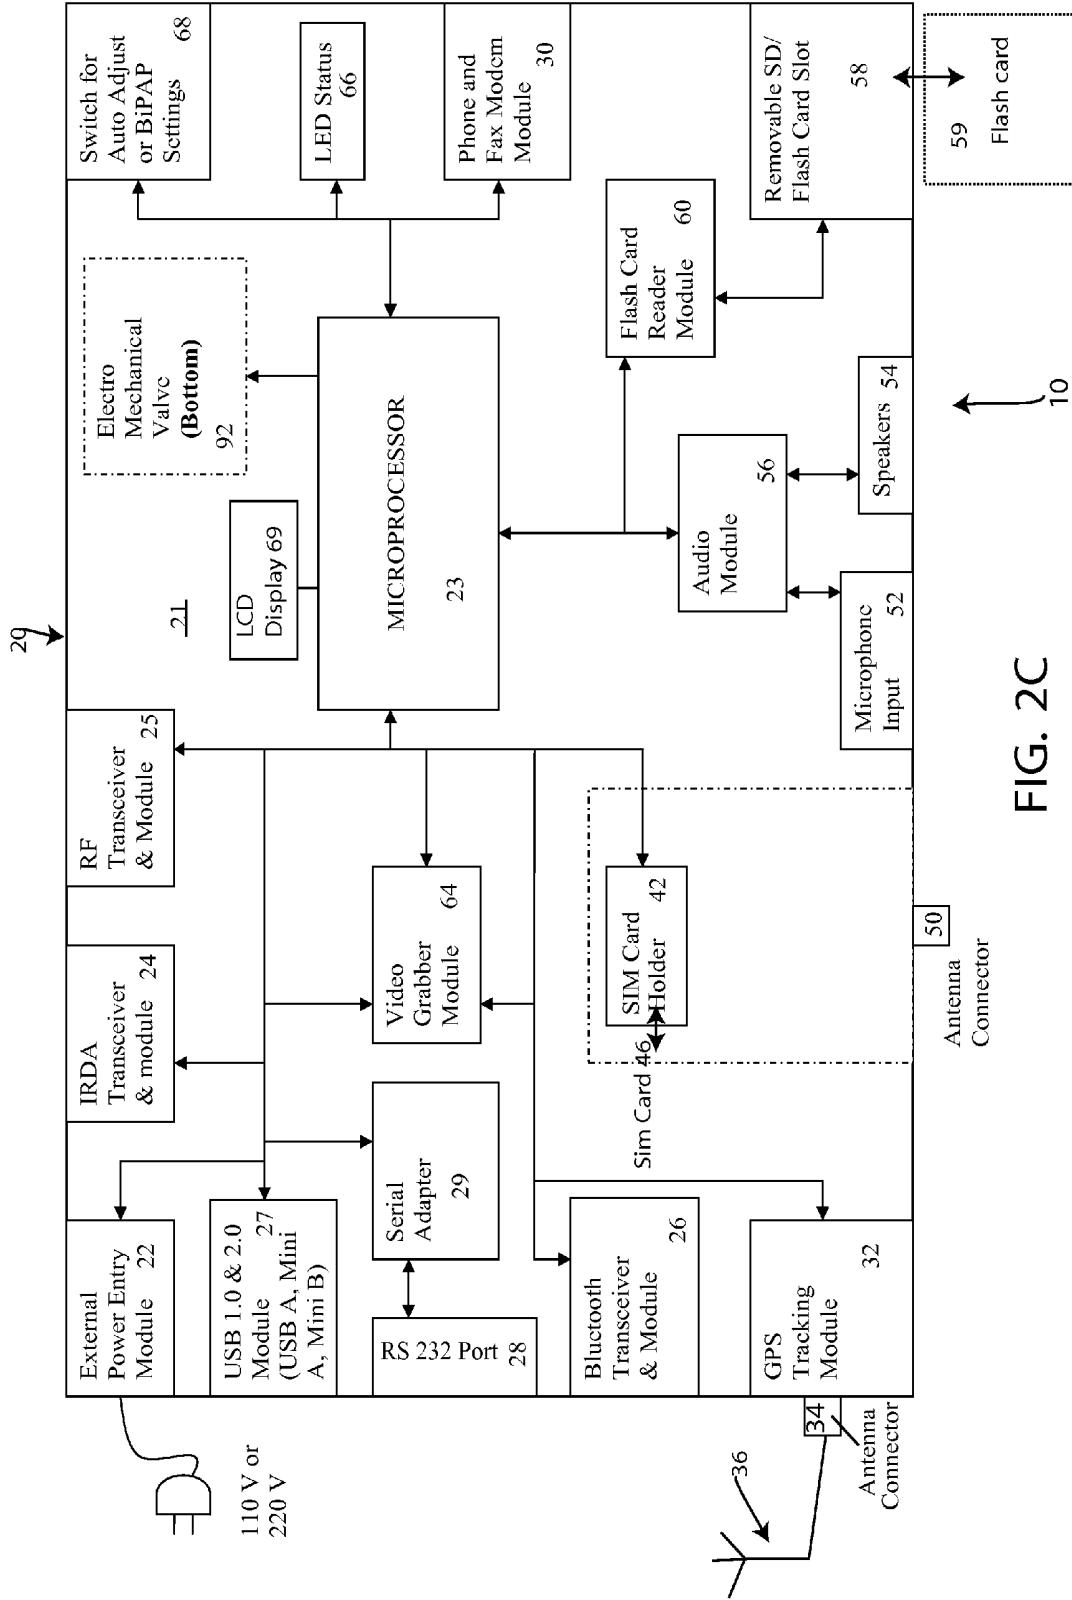 20
21
External
Power Entry
Module 22
IRDA
Transceiver
& module 24
RF
Transceiver
& Module 25
Electro
Mechanical
Valve
(Bottom)
92
Switch for
Auto Adjust
or BiPAP
Settings
68
110 V or
220 V
USB 1.0 & 2.0
Module 27
(USB A, Mini
A, Mini B)
LCD
Display 69
LED Status
66
RS 232 Port
28
Serial
Adapter
29
Video
Grabber
Module 64
MICROPROCESSOR
23
Phone and
Fax Modem
Module 30
Bluetooth
Transceiver
& Module 26
Sim Card 46
SIM Card
Holder 42
Flash Card
Reader
Module 60
Audio
Module 56
36
34
Antenna
Connector
GPS
Tracking
Module 32
Microphone
Input 52
Speakers 54
Removable SD/
Flash Card Slot
58
50
Antenna
Connector
10
59
Flash card
FIG. 2C